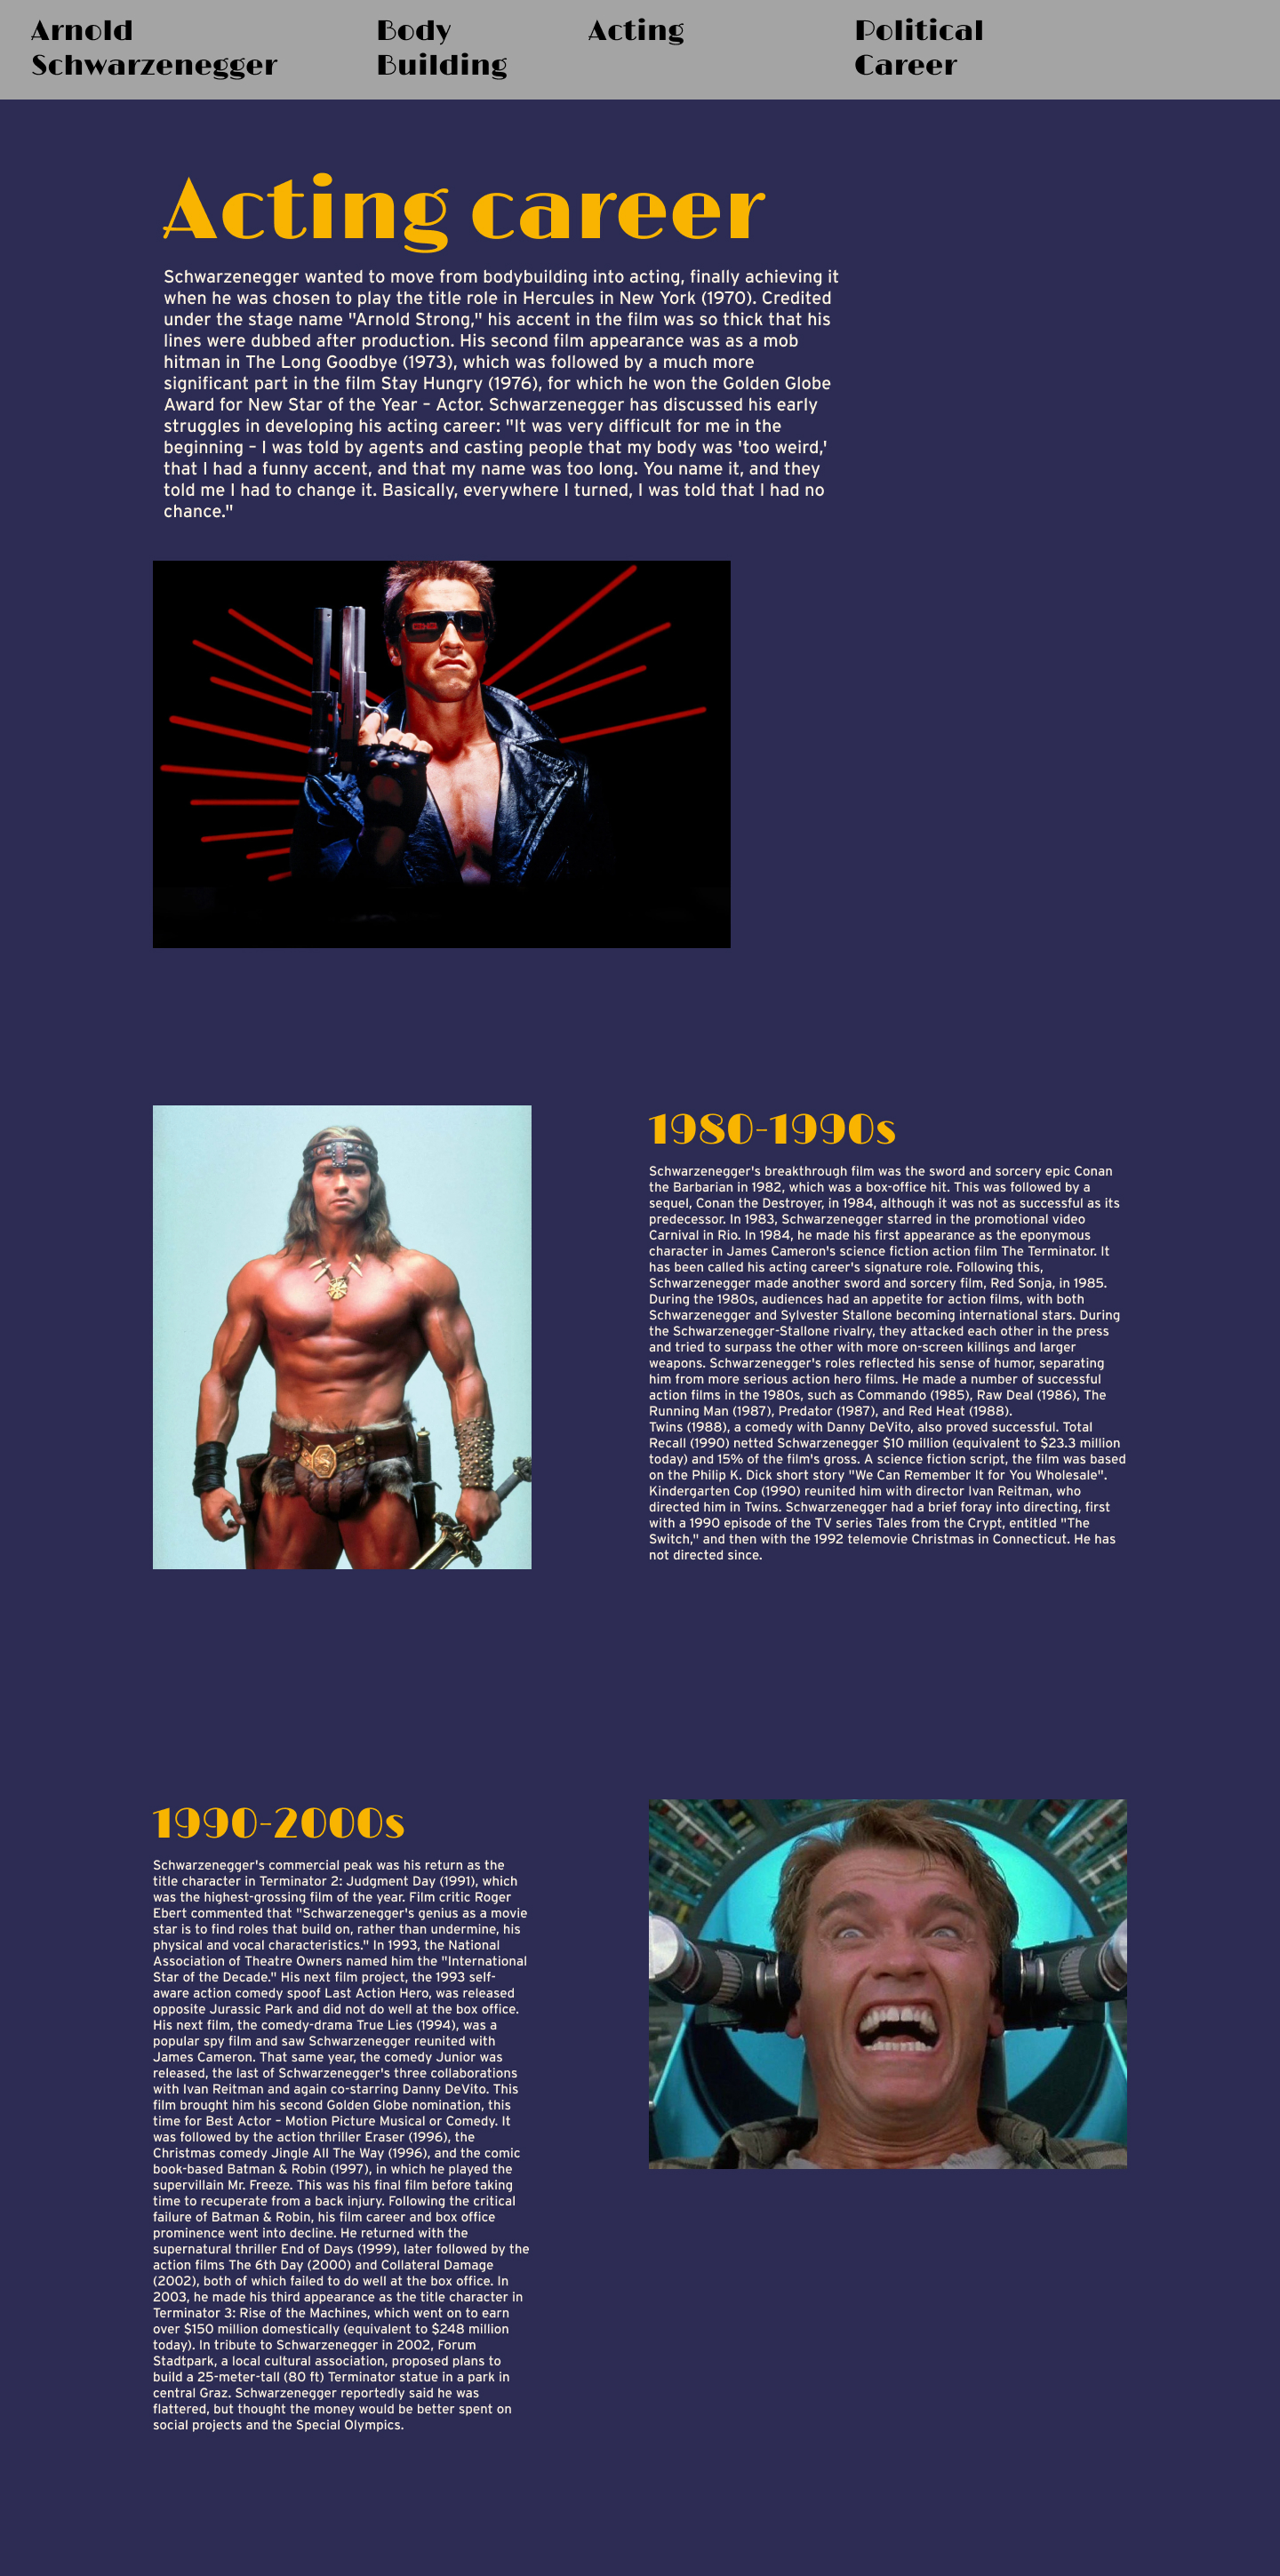 Arnold
Schwarzenegger
Body
Building
Acting
Political
Career
Acting career
Schwarzenegger wanted to move from bodybuilding into acting, finally achieving it
when he was chosen to play the title role in Hercules in New York (1970). Credited
under the stage name "Arnold Strong," his accent in the film was so thick that his
lines were dubbed after production. His second film appearance was as a mob
hitman in The Long Goodbye (1973), which was followed by a much more
significant part in the film Stay Hungry (1976), for which he won the Golden Globe
Award for New Star of the Year – Actor. Schwarzenegger has discussed his early
struggles in developing his acting career: "It was very difficult for me in the
beginning – I was told by agents and casting people that my body was 'too weird,'
that I had a funny accent, and that my name was too long. You name it, and they
told me I had to change it. Basically, everywhere I turned, I was told that I had no
chance."
1980-1990s
Schwarzenegger's breakthrough film was the sword and sorcery epic Conan
the Barbarian in 1982, which was a box-office hit. This was followed by a
sequel, Conan the Destroyer, in 1984, although it was not as successful as its
predecessor. In 1983, Schwarzenegger starred in the promotional video
Carnival in Rio. In 1984, he made his first appearance as the eponymous
character in James Cameron's science fiction action film The Terminator. It
has been called his acting career's signature role. Following this,
Schwarzenegger made another sword and sorcery film, Red Sonja, in 1985.
During the 1980s, audiences had an appetite for action films, with both
Schwarzenegger and Sylvester Stallone becoming international stars. During
the Schwarzenegger-Stallone rivalry, they attacked each other in the press
and tried to surpass the other with more on-screen killings and larger
weapons. Schwarzenegger's roles reflected his sense of humor, separating
him from more serious action hero films. He made a number of successful
action films in the 1980s, such as Commando (1985), Raw Deal (1986), The
Running Man (1987), Predator (1987), and Red Heat (1988).
Twins (1988), a comedy with Danny DeVito, also proved successful. Total
Recall (1990) netted Schwarzenegger $10 million (equivalent to $23.3 million
today) and 15% of the film's gross. A science fiction script, the film was based
on the Philip K. Dick short story "We Can Remember It for You Wholesale".
Kindergarten Cop (1990) reunited him with director Ivan Reitman, who
directed him in Twins. Schwarzenegger had a brief foray into directing, first
with a 1990 episode of the TV series Tales from the Crypt, entitled "The
Switch," and then with the 1992 telemovie Christmas in Connecticut. He has
not directed since.
1990-2000s
Schwarzenegger's commercial peak was his return as the
title character in Terminator 2: Judgment Day (1991), which
was the highest-grossing film of the year. Film critic Roger
Ebert commented that "Schwarzenegger's genius as a movie
star is to find roles that build on, rather than undermine, his
physical and vocal characteristics." In 1993, the National
Association of Theatre Owners named him the "International
Star of the Decade." His next film project, the 1993 self-
aware action comedy spoof Last Action Hero, was released
opposite Jurassic Park and did not do well at the box office.
His next film, the comedy-drama True Lies (1994), was a
popular spy film and saw Schwarzenegger reunited with
James Cameron. That same year, the comedy Junior was
released, the last of Schwarzenegger's three collaborations
with Ivan Reitman and again co-starring Danny DeVito. This
film brought him his second Golden Globe nomination, this
time for Best Actor – Motion Picture Musical or Comedy. It
was followed by the action thriller Eraser (1996), the
Christmas comedy Jingle All The Way (1996), and the comic
book-based Batman & Robin (1997), in which he played the
supervillain Mr. Freeze. This was his final film before taking
time to recuperate from a back injury. Following the critical
failure of Batman & Robin, his film career and box office
prominence went into decline. He returned with the
supernatural thriller End of Days (1999), later followed by the
action films The 6th Day (2000) and Collateral Damage
(2002), both of which failed to do well at the box office. In
2003, he made his third appearance as the title character in
Terminator 3: Rise of the Machines, which went on to earn
over $150 million domestically (equivalent to $248 million
today). In tribute to Schwarzenegger in 2002, Forum
Stadtpark, a local cultural association, proposed plans to
build a 25-meter-tall (80 ft) Terminator statue in a park in
central Graz. Schwarzenegger reportedly said he was
flattered, but thought the money would be better spent on
social projects and the Special Olympics.